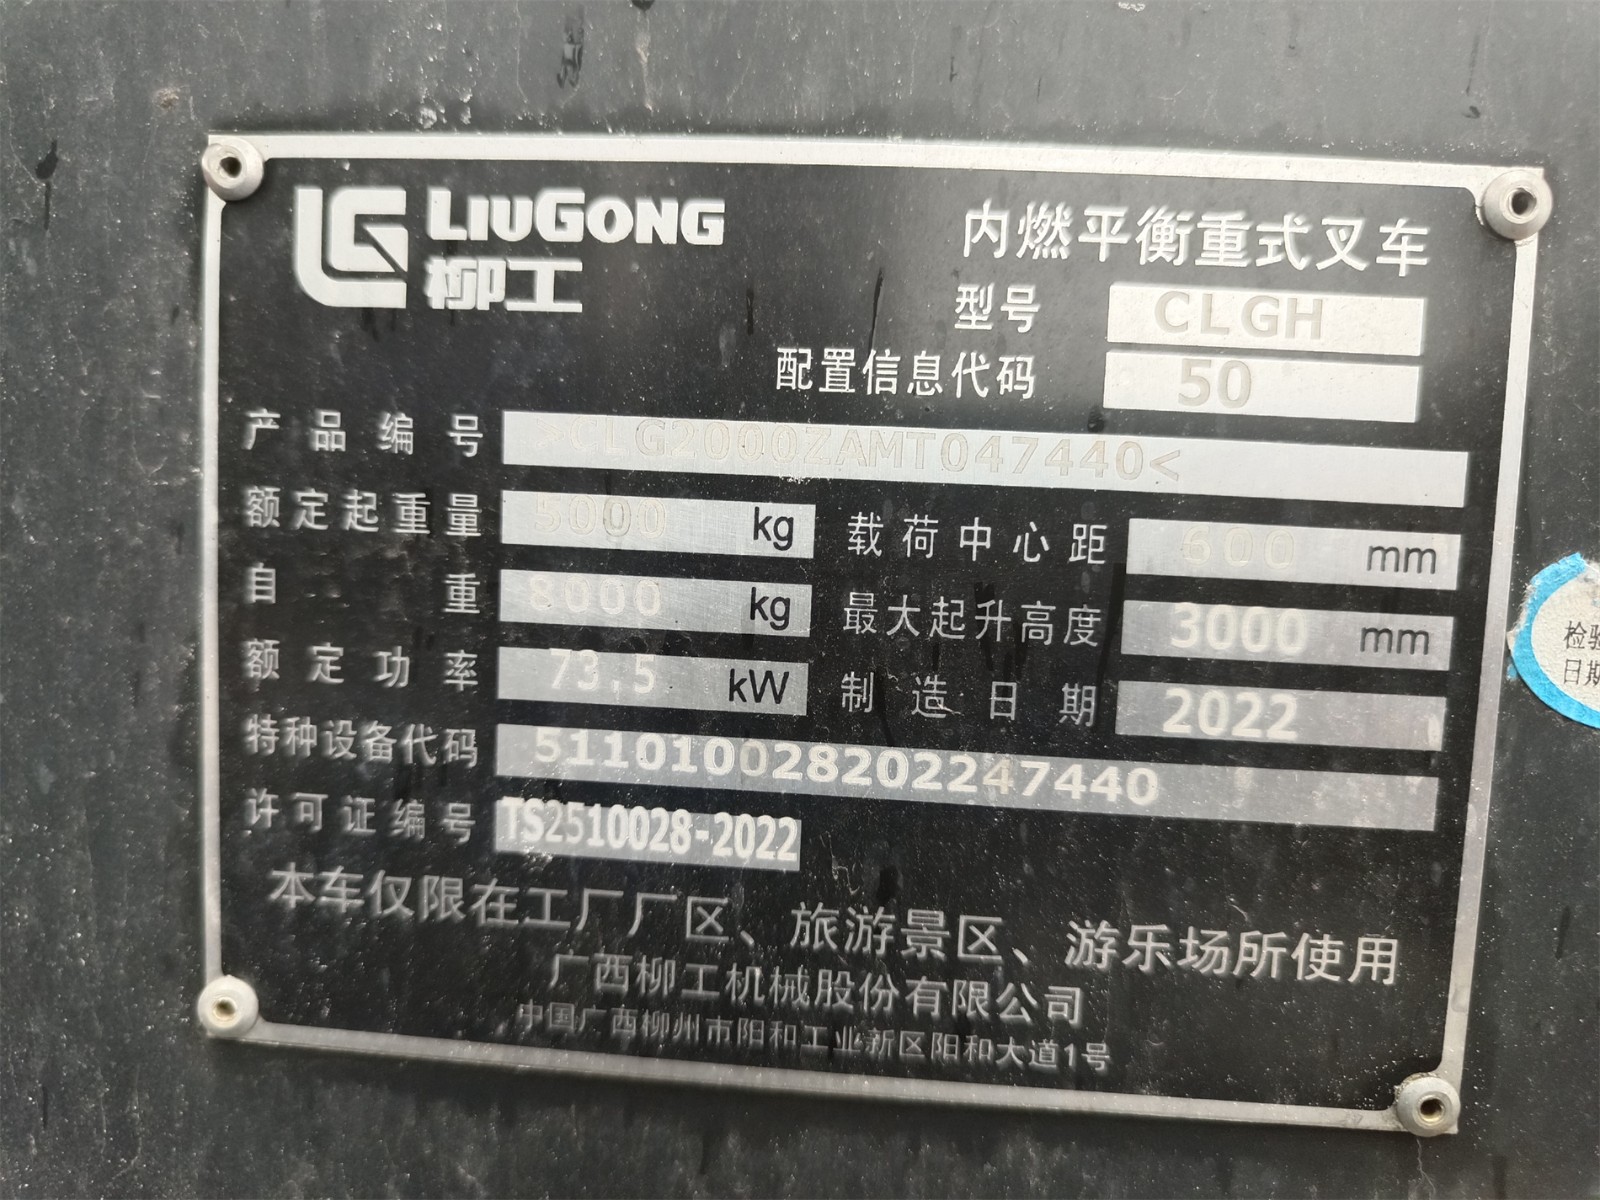 LIUGONG
柳工
内燃平衡重式叉车
型号 CLGH
配置信息代码 50
产品编号 >CLG2000ZAMT047440<
额定起重量 5000 kg 载荷中心距 600 mm
自重 8000 kg 最大起升高度 3000 mm
额定功率 73.5 kW 制造日期 2022
特种设备代码 511010028202247440
许可证编号 TS2510028-2022
本车仅限在工厂厂区、旅游景区、游乐场所使用
广西柳工机械股份有限公司
中国广西柳州市阳和工业新区阳和大道1号
检验
日期